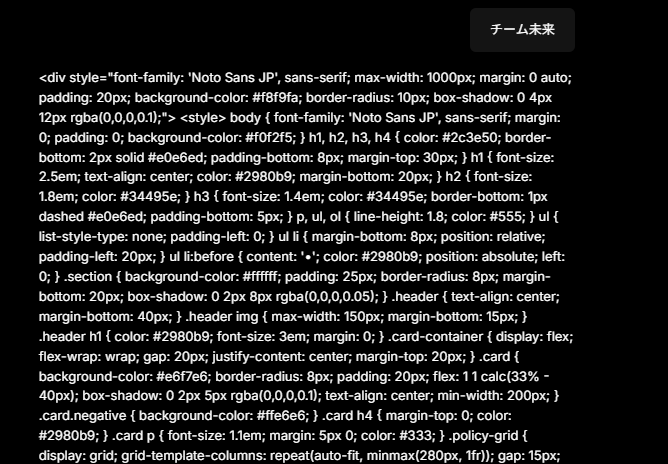 チーム未来
<div style="font-family: 'Noto Sans JP', sans-serif; max-width: 1000px; margin: 0 auto;
padding: 20px; background-color: #f8f9fa; border-radius: 10px; box-shadow: 0 4px
12px rgba(0,0,0,0.1);"> <style> body { font-family: 'Noto Sans JP', sans-serif; margin:
0; padding: 0; background-color: #f0f2f5; } h1, h2, h3, h4 { color: #2c3e50; border-
bottom: 2px solid #e0e6ed; padding-bottom: 8px; margin-top: 30px; } h1 { font-size:
2.5em; text-align: center; color: #2980b9; margin-bottom: 20px; } h2 { font-size:
1.8em; color: #34495e; } h3 { font-size: 1.4em; color: #34495e; border-bottom: 1px
dashed #e0e6ed; padding-bottom: 5px; } p, ul, ol { line-height: 1.8; color: #555; } ul {
list-style-type: none; padding-left: 0; } ul li { margin-bottom: 8px; position: relative;
padding-left: 20px; } ul li:before { content: '•'; color: #2980b9; position: absolute; left:
0; } .section { background-color: #ffffff; padding: 25px; border-radius: 8px; margin-
bottom: 20px; box-shadow: 0 2px 8px rgba(0,0,0,0.05); } .header { text-align: center;
margin-bottom: 40px; } .header img { max-width: 150px; margin-bottom: 15px; }
.header h1 { color: #2980b9; font-size: 3em; margin: 0; } .card-container { display: flex;
flex-wrap: wrap; gap: 20px; justify-content: center; margin-top: 20px; } .card {
background-color: #e6f7e6; border-radius: 8px; padding: 20px; flex: 1 1 calc(33% -
40px); box-shadow: 0 2px 5px rgba(0,0,0,0.1); text-align: center; min-width: 200px; }
.card.negative { background-color: #ffe6e6; } .card h4 { margin-top: 0; color:
#2980b9; } .card p { font-size: 1.1em; margin: 5px 0; color: #333; } .policy-grid {
display: grid; grid-template-columns: repeat(auto-fit, minmax(280px, 1fr)); gap: 15px;